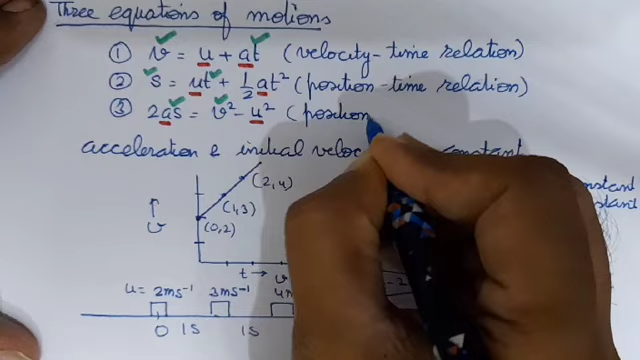 Three equations of motions
① v = u + at (velocity-time relation)
② s = ut + 1/2 at² (position-time relation)
③ 2as = v² - u² (position
acceleration & initial constant
(2,4)
(1,3)
(0,2)
↑
v
t →
u = 2ms⁻¹ 3ms⁻¹
0 1s 1s